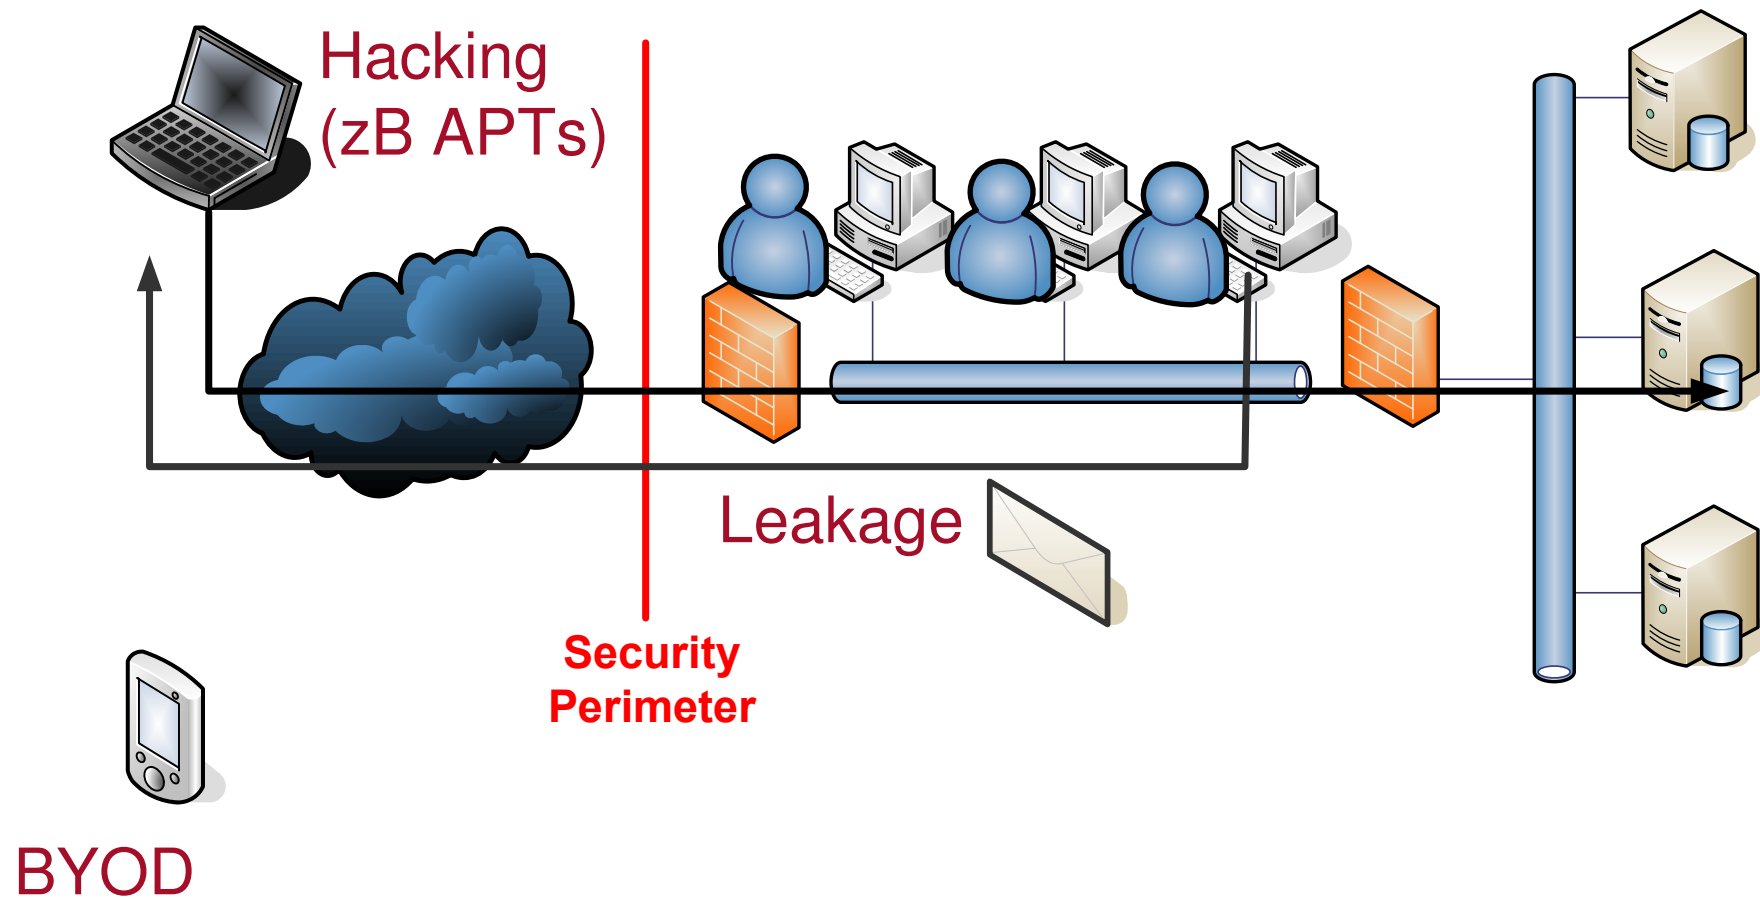 Hacking
(zB APTs)
Leakage
Security
Perimeter
BYOD